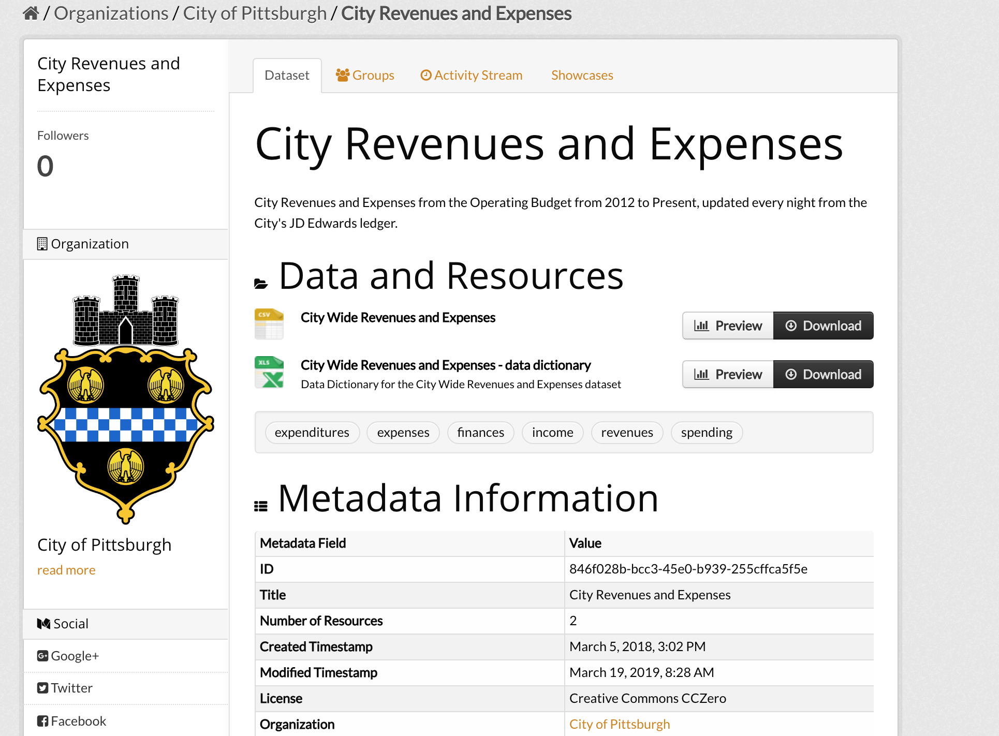 / Organizations / City of Pittsburgh / City Revenues and Expenses
City Revenues and
Expenses
Followers
0
Organization
City of Pittsburgh
read more
Social
Google+
Twitter
Facebook
Dataset
Groups
Activity Stream
Showcases
City Revenues and Expenses
City Revenues and Expenses from the Operating Budget from 2012 to Present, updated every night from the
City's JD Edwards ledger.
Data and Resources
CSV
City Wide Revenues and Expenses
Preview
Download
XLS
City Wide Revenues and Expenses - data dictionary
Data Dictionary for the City Wide Revenues and Expenses dataset
Preview
Download
expenditures
expenses
finances
income
revenues
spending
Metadata Information
Metadata Field Value
ID 846f028b-bcc3-45e0-b939-255cffca5f5e
Title City Revenues and Expenses
Number of Resources 2
Created Timestamp March 5, 2018, 3:02 PM
Modified Timestamp March 19, 2019, 8:28 AM
License Creative Commons CCZero
Organization City of Pittsburgh